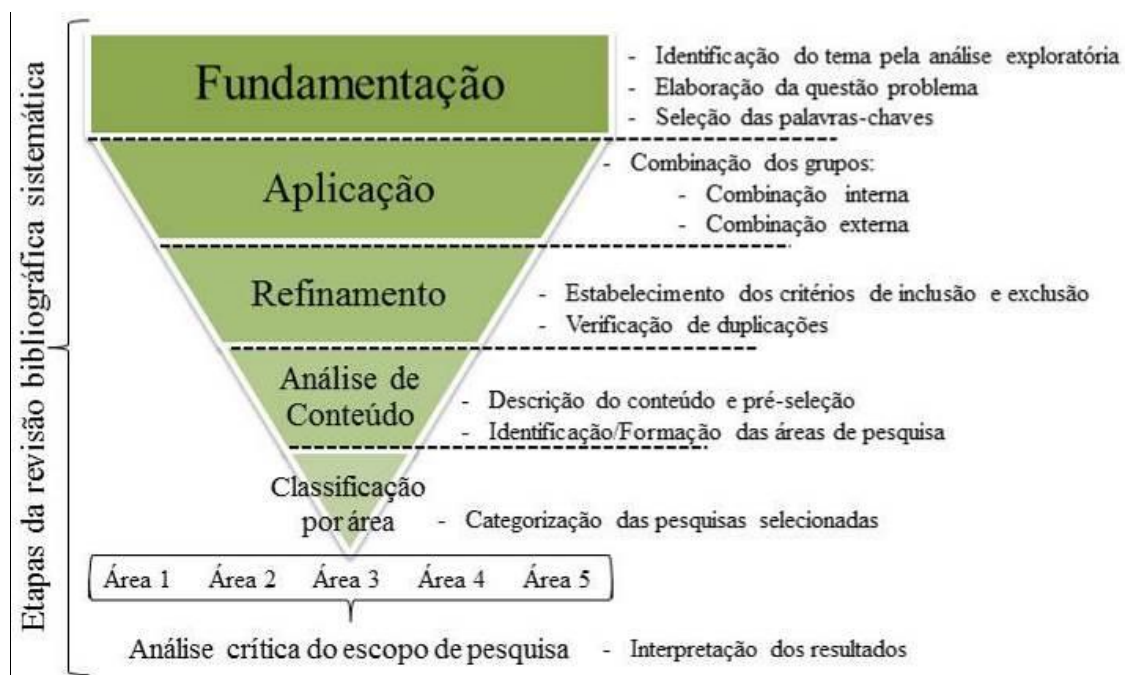 Etapas da revisão bibliográfica sistemática
Fundamentação
- Identificação do tema pela análise exploratória
- Elaboração da questão problema
- Seleção das palavras-chaves
Aplicação
- Combinação dos grupos:
- Combinação interna
- Combinação externa
Refinamento
- Estabelecimento dos critérios de inclusão e exclusão
- Verificação de duplicações
Análise de
Conteúdo
- Descrição do conteúdo e pré-seleção
- Identificação/Formação das áreas de pesquisa
Classificação
por área
- Categorização das pesquisas selecionadas
Área 1 Área 2 Área 3 Área 4 Área 5
Análise crítica do escopo de pesquisa - Interpretação dos resultados